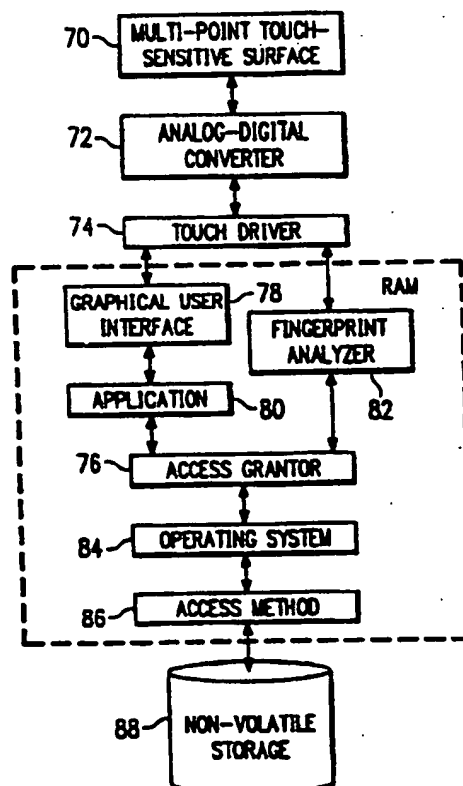 70
MULTI-POINT TOUCH-
SENSITIVE SURFACE
72
ANALOG-DIGITAL
CONVERTER
74
TOUCH DRIVER
RAM
GRAPHICAL USER
INTERFACE
78
FINGERPRINT
ANALYZER
82
APPLICATION
80
76
ACCESS GRANTOR
84
OPERATING SYSTEM
86
ACCESS METHOD
88
NON-VOLATILE
STORAGE